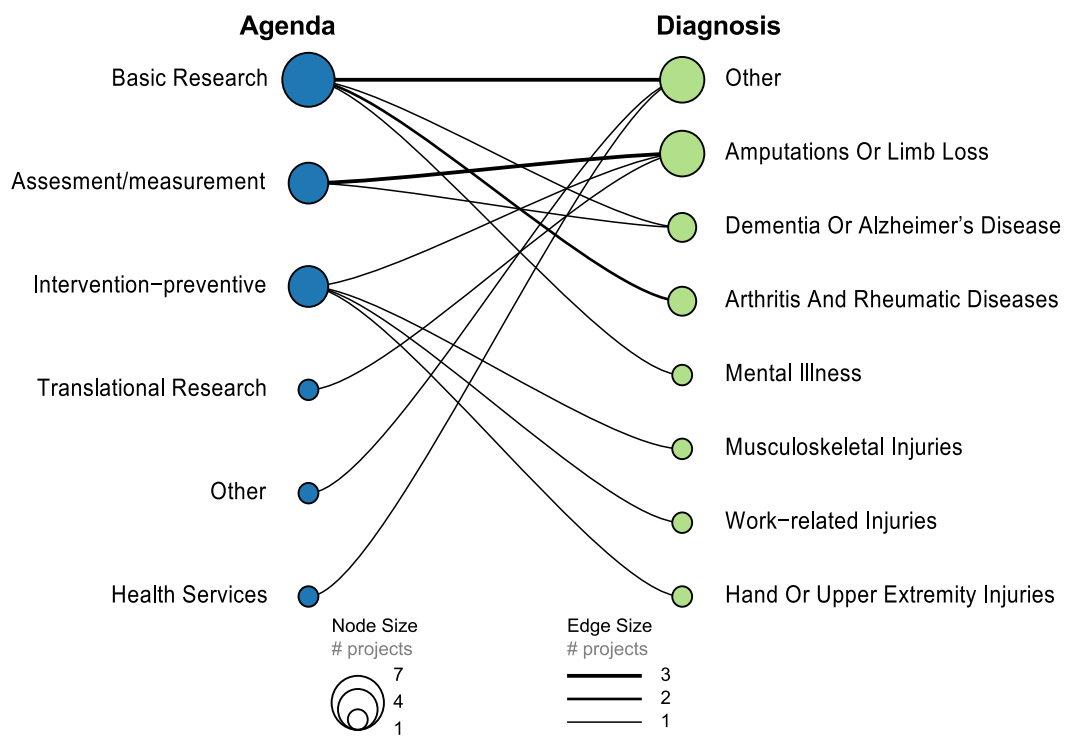 Agenda
Diagnosis
Basic Research
Other
Amputations Or Limb Loss
Assesment/measurement
Dementia Or Alzheimer’s Disease
Intervention−preventive
Arthritis And Rheumatic Diseases
Mental Illness
Translational Research
Musculoskeletal Injuries
Other
Work−related Injuries
Health Services
Hand Or Upper Extremity Injuries
Node Size
# projects
7
4
1
Edge Size
# projects
3
2
1